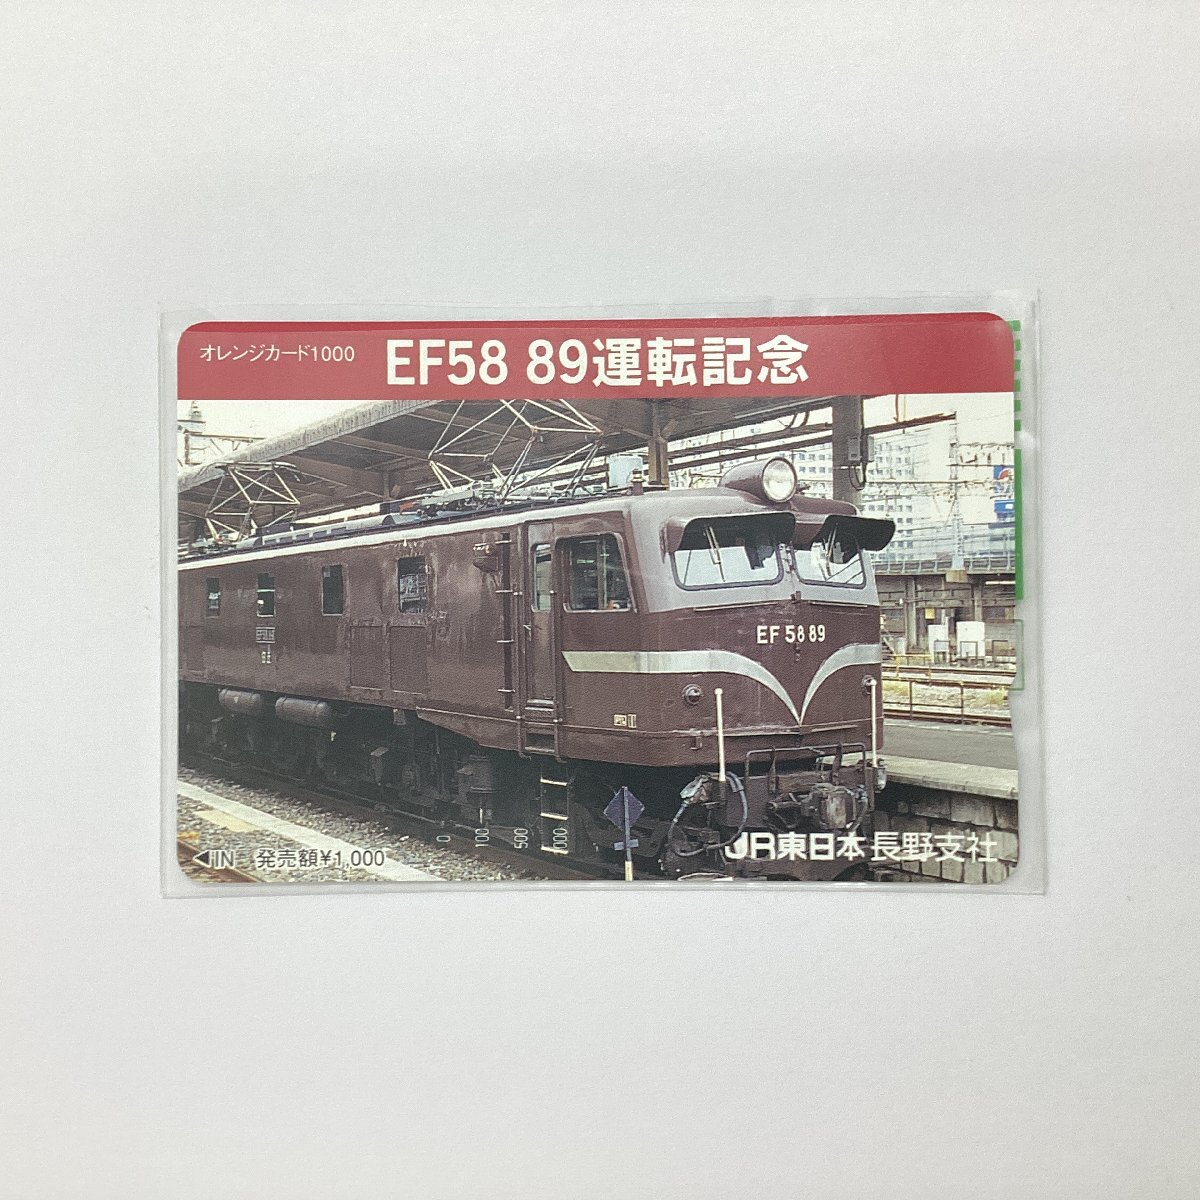 オレンジカード1000
EF58 89運転記念
EF 58 89
0 100 500 1000
◁IN 発売額¥1,000
JR東日本 長野支社